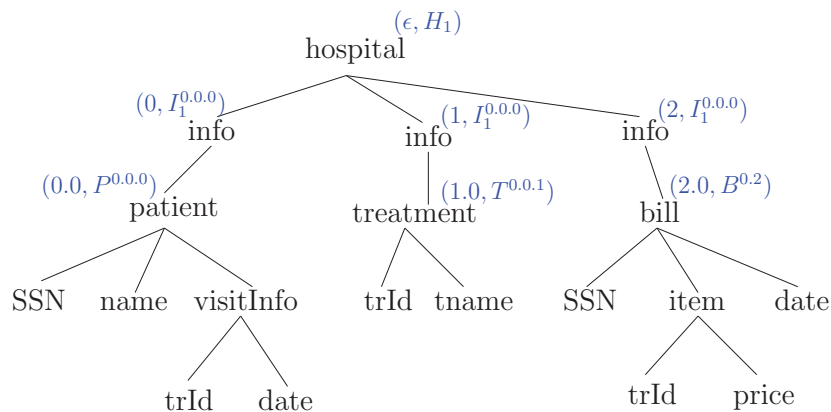 (ϵ, H₁)
hospital
(0, I₁^{0.0.0}) (1, I₁^{0.0.0}) (2, I₁^{0.0.0})
info info info
(0.0, P^{0.0.0}) (1.0, T^{0.0.1}) (2.0, B^{0.2})
patient treatment bill
SSN name visitInfo trId tname SSN item date
trId date trId price